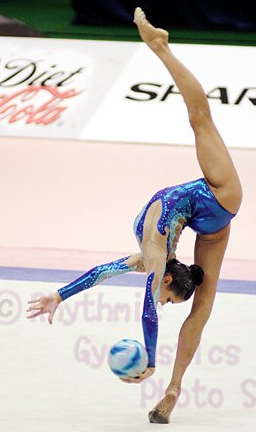 Diet
Coca-Cola
SHAR
© Rhythmic
Gymnastics
Photo S